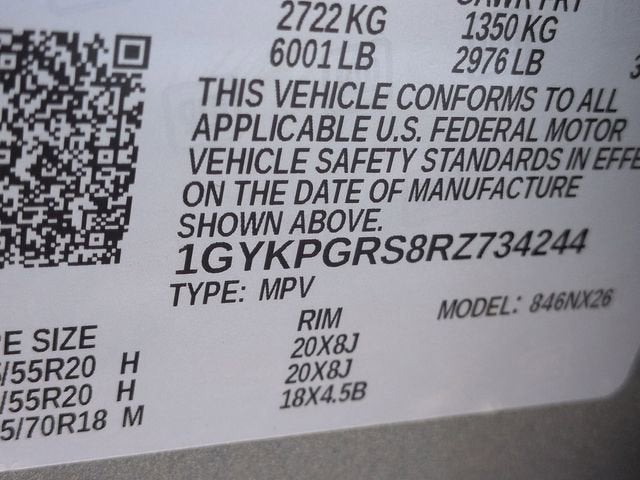 2722 KG 1350 KG
6001 LB 2976 LB
THIS VEHICLE CONFORMS TO ALL
APPLICABLE U.S. FEDERAL MOTOR
VEHICLE SAFETY STANDARDS IN EFFE
ON THE DATE OF MANUFACTURE
SHOWN ABOVE.
1GYKPGRS8RZ734244
TYPE: MPV MODEL: 846NX26
E SIZE RIM
/55R20 H 20X8J
/55R20 H 20X8J
5/70R18 M 18X4.5B